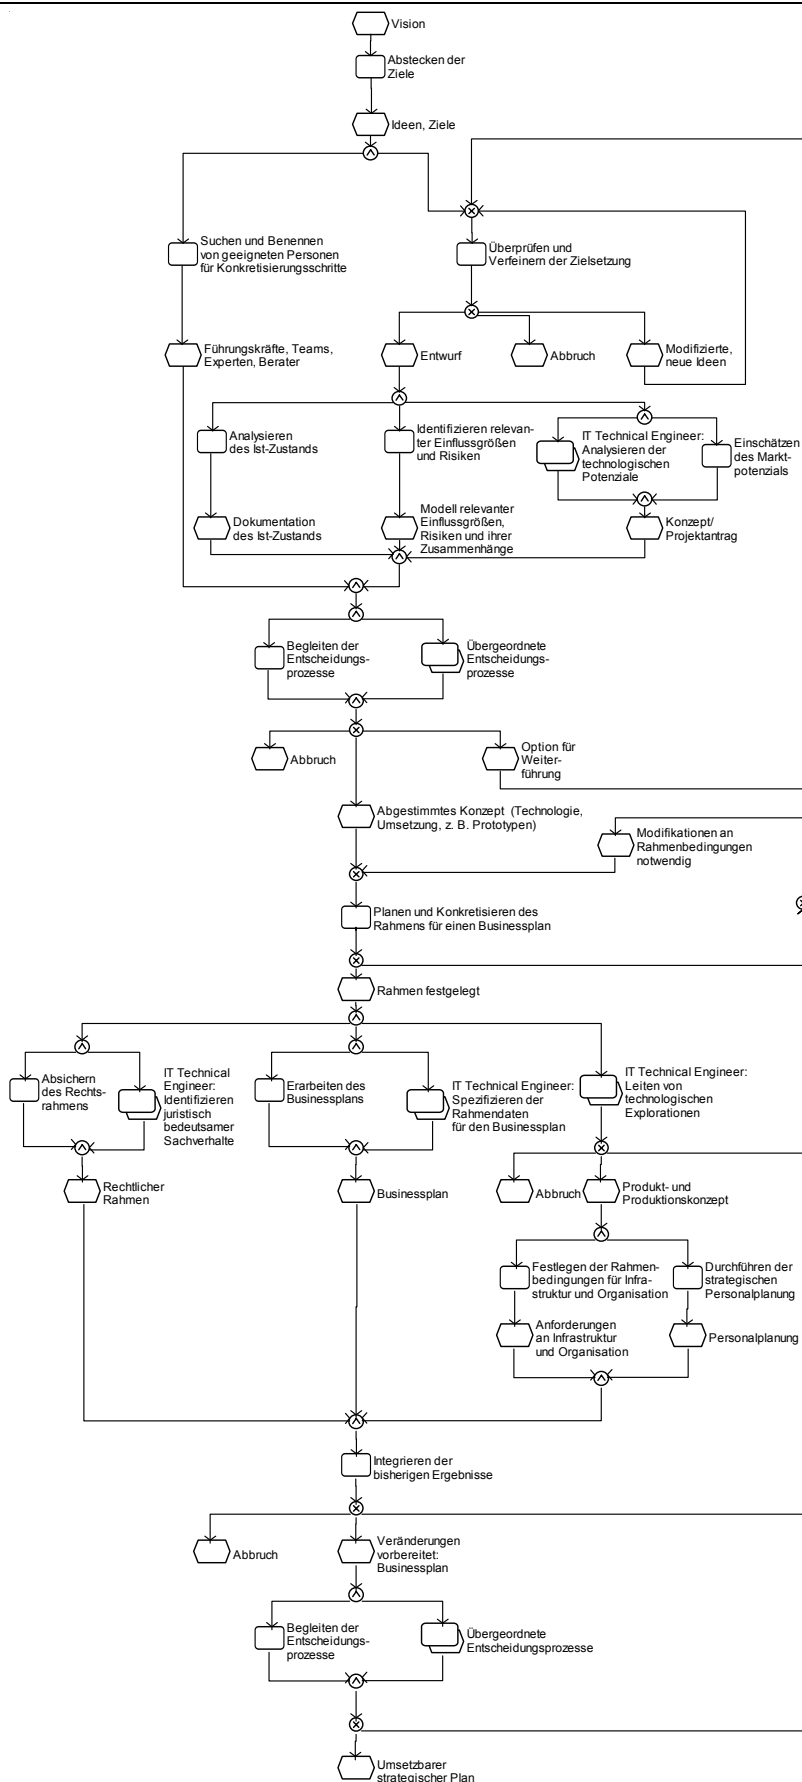 Vision
Abstecken der
Ziele
Ideen, Ziele
Suchen und Benennen
von geeigneten Personen
für Konkretisierungsschritte
Überprüfen und
Verfeinern der Zielsetzung
Führungskräfte, Teams,
Experten, Berater
Entwurf
Abbruch
Modifizierte,
neue Ideen
Analysieren
des Ist-Zustands
Identifizieren relevan-
ter Einflussgrößen
und Risiken
IT Technical Engineer:
Analysieren der
technologischen
Potenziale
Einschätzen
des Markt-
potenzials
Dokumentation
des Ist-Zustands
Modell relevanter
Einflussgrößen,
Risiken und ihrer
Zusammenhänge
Konzept/
Projektantrag
Begleiten der
Entscheidungs-
prozesse
Übergeordnete
Entscheidungs-
prozesse
Abbruch
Option für
Weiter-
führung
Abgestimmtes Konzept (Technologie,
Umsetzung, z. B. Prototypen)
Modifikationen an
Rahmenbedingungen
notwendig
Planen und Konkretisieren des
Rahmens für einen Businessplan
Rahmen festgelegt
Absichern
des Rechts-
rahmens
IT Technical
Engineer:
Identifizieren
juristisch
bedeutsamer
Sachverhalte
Erarbeiten des
Businessplans
IT Technical Engineer:
Spezifizieren der
Rahmendaten
für den Businessplan
IT Technical Engineer:
Leiten von
technologischen
Explorationen
Rechtlicher
Rahmen
Businessplan
Abbruch
Produkt- und
Produktionskonzept
Festlegen der Rahmen-
bedingungen für Infra-
struktur und Organisation
Durchführen der
strategischen
Personalplanung
Anforderungen
an Infrastruktur
und Organisation
Personalplanung
Integrieren der
bisherigen Ergebnisse
Abbruch
Veränderungen
vorbereitet:
Businessplan
Begleiten der
Entscheidungs-
prozesse
Übergeordnete
Entscheidungsprozesse
Umsetzbarer
strategischer Plan